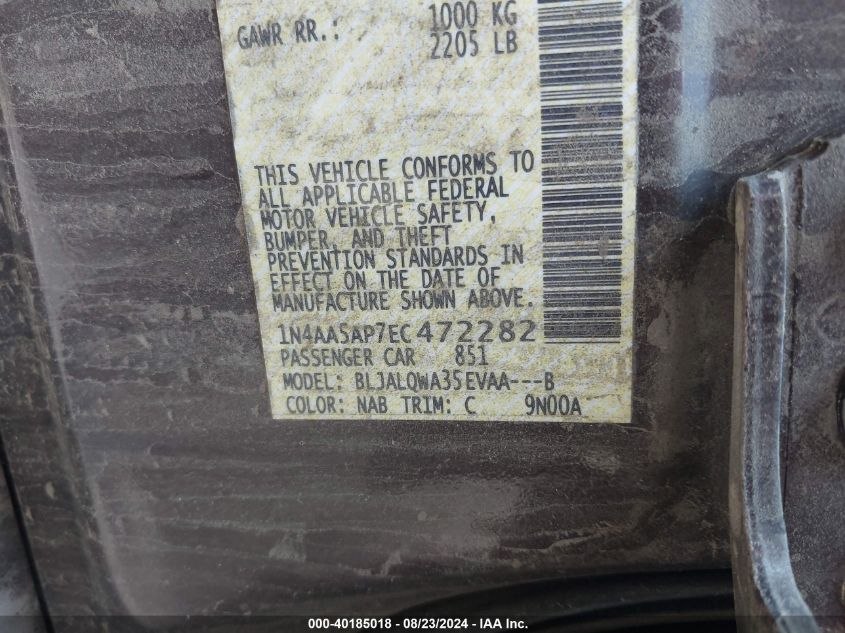 GAWR RR.: 1000 KG
2205 LB
THIS VEHICLE CONFORMS TO
ALL APPLICABLE FEDERAL
MOTOR VEHICLE SAFETY,
BUMPER, AND THEFT
PREVENTION STANDARDS IN
EFFECT ON THE DATE OF
MANUFACTURE SHOWN ABOVE.
1N4AA5AP7EC472282
PASSENGER CAR 851
MODEL: BLJALQWA35EVAA---B
COLOR: NAB TRIM: C 9N00A
000-40185018 - 08/23/2024 - IAA Inc.